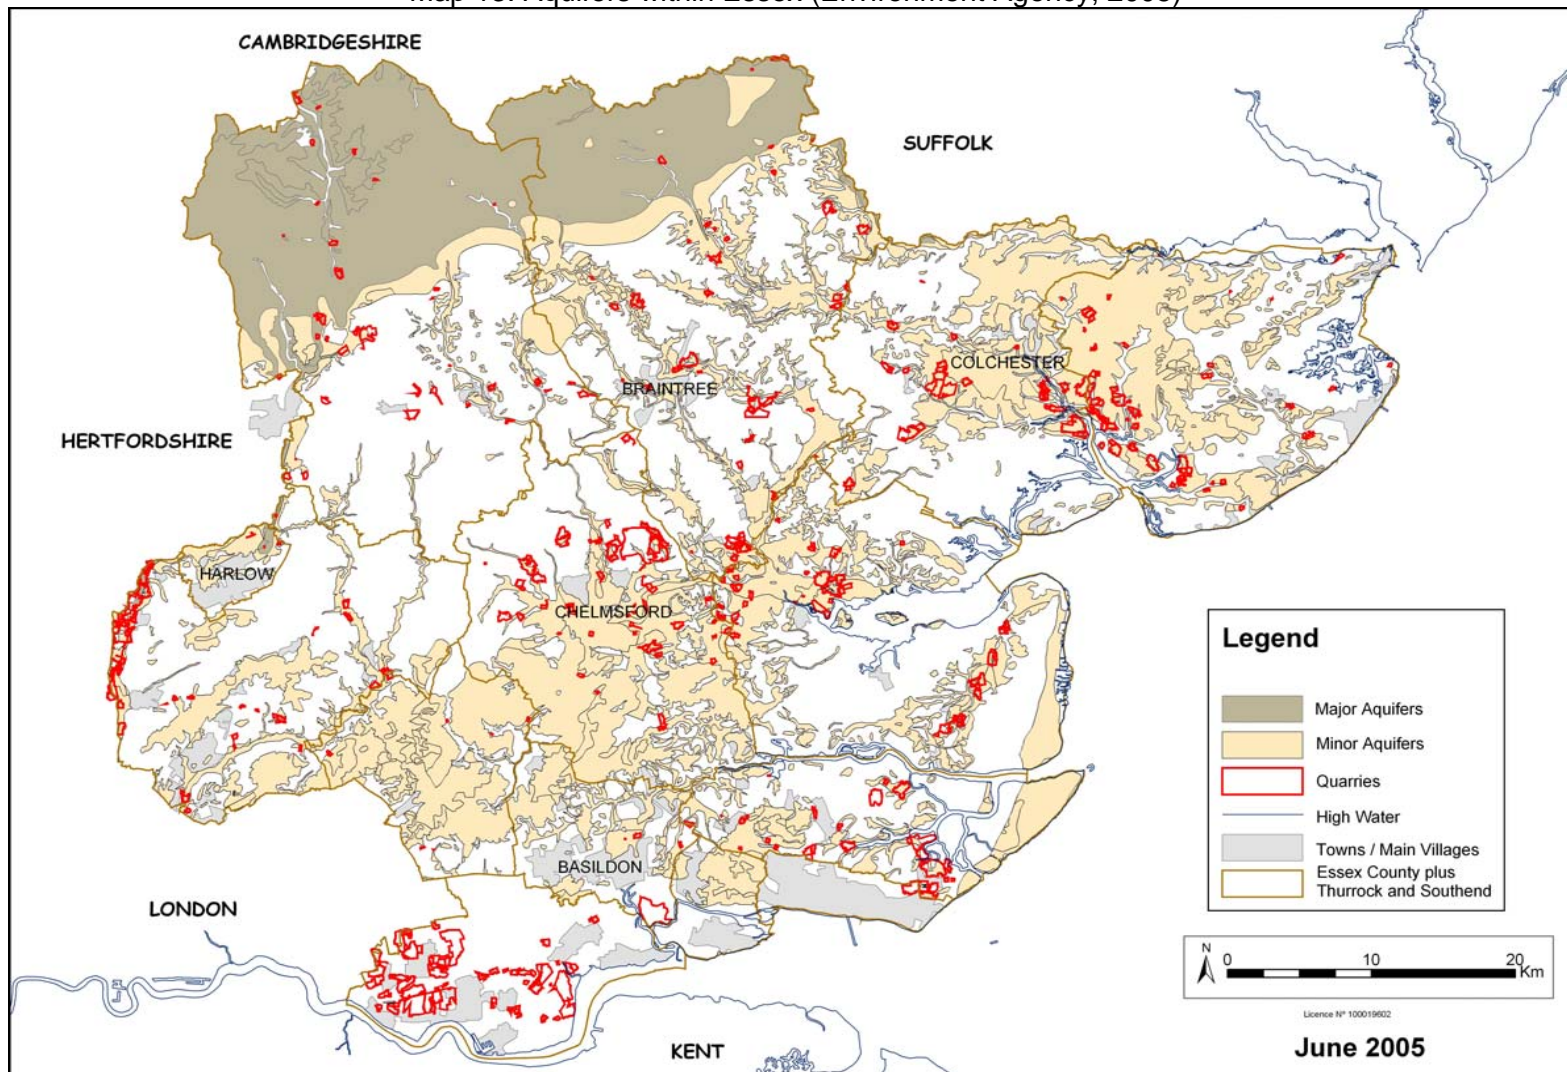 CAMBRIDGESHIRE
SUFFOLK
COLCHESTER
BRAINTREE
HERTFORDSHIRE
HARLOW
CHELMSFORD
BASILDON
LONDON
KENT
Legend
Major Aquifers
Minor Aquifers
Quarries
High Water
Towns / Main Villages
Essex County plus
Thurrock and Southend
N
0 10 20
Km
Licence Nº 100019602
June 2005